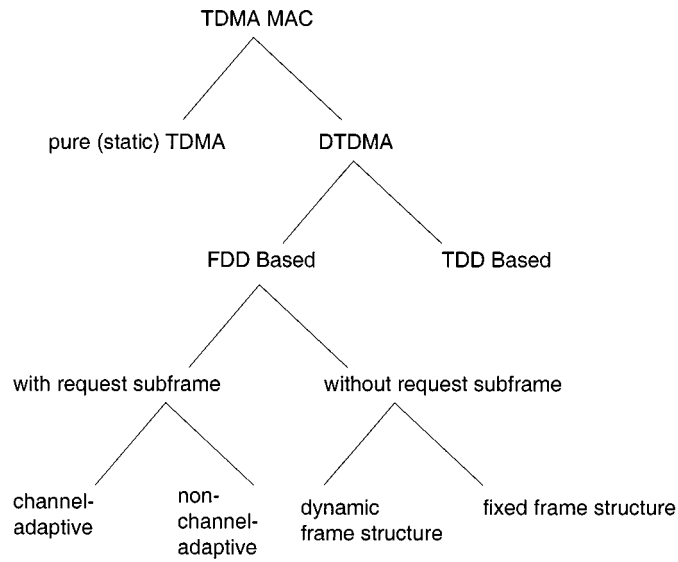 TDMA MAC
pure (static) TDMA
DTDMA
FDD Based
TDD Based
with request subframe
without request subframe
channel-
adaptive
non-
channel-
adaptive
dynamic
frame structure
fixed frame structure